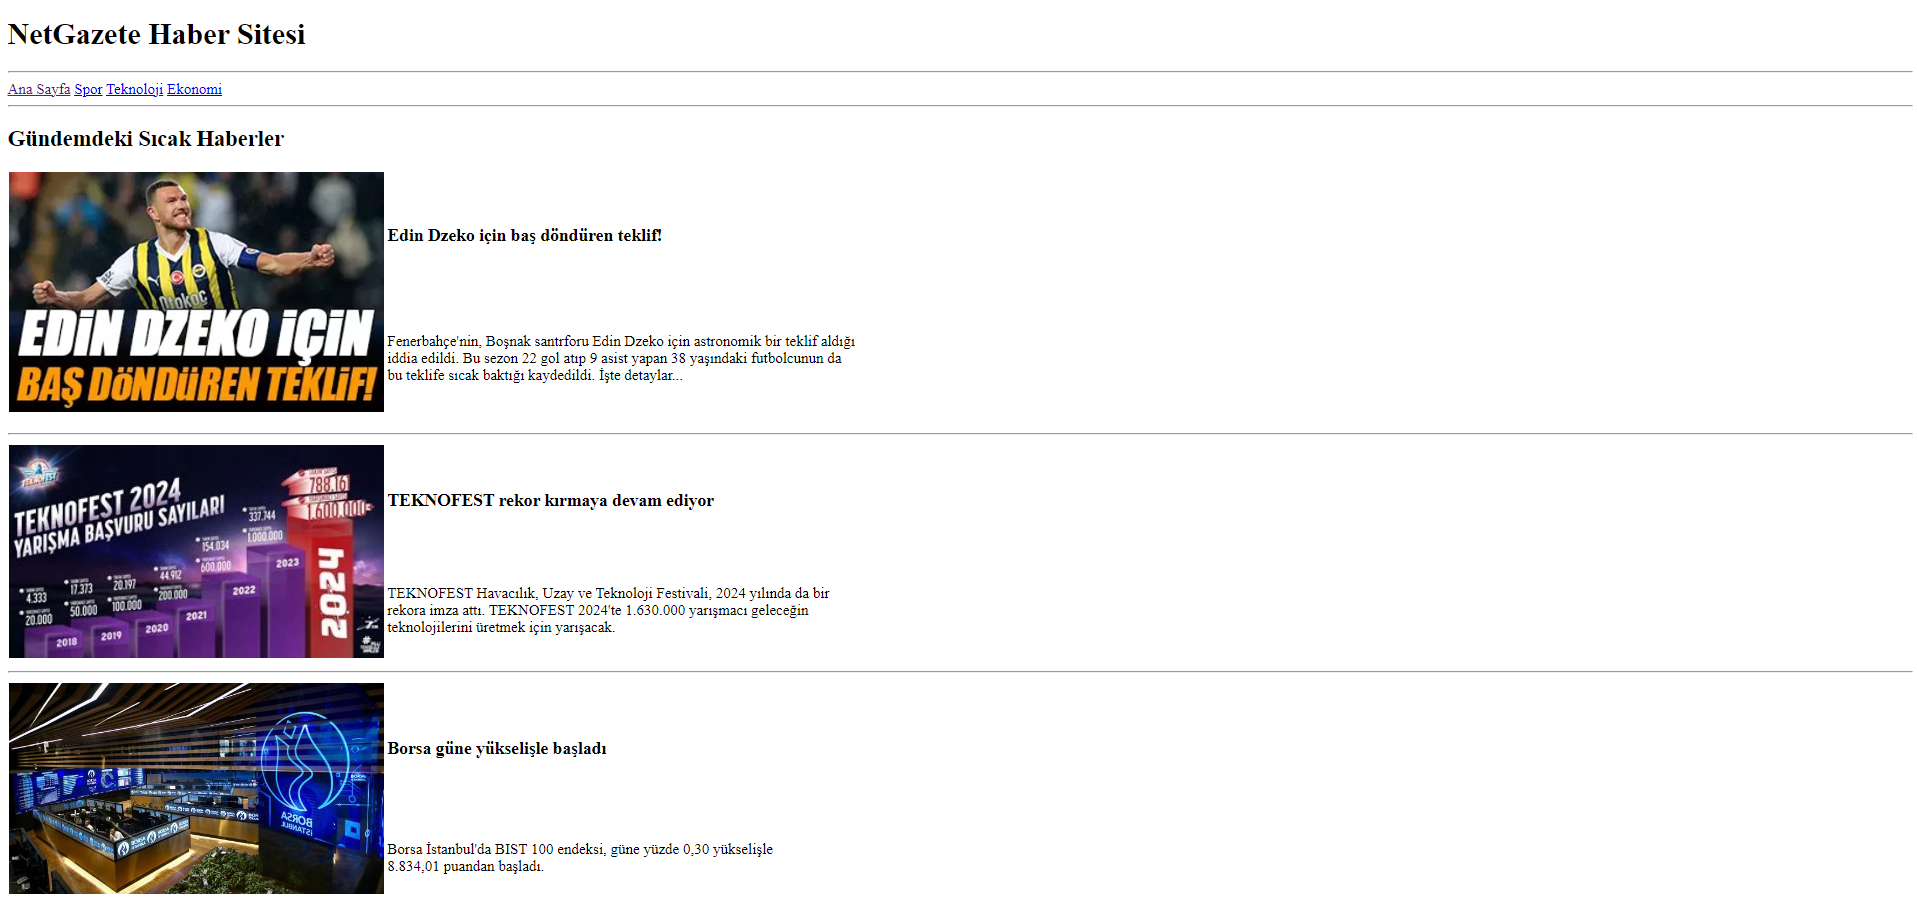 NetGazete Haber Sitesi
Ana Sayfa Spor Teknoloji Ekonomi
Gündemdeki Sıcak Haberler
Otokoç
EDİN DZEKO İÇİN
BAŞ DÖNDÜREN TEKLİF!
Edin Dzeko için baş döndüren teklif!
Fenerbahçe'nin, Boşnak santrforu Edin Dzeko için astronomik bir teklif aldığı
iddia edildi. Bu sezon 22 gol atıp 9 asist yapan 38 yaşındaki futbolcunun da
bu teklife sıcak baktığı kaydedildi. İşte detaylar...
TEKNOFEST 2024
YARIŞMA BAŞVURU SAYILARI
4.333
20.000
2018
17.373
50.000
2019
20.197
100.000
2020
44.912
200.000
2021
154.034
600.000
2022
337.744
1.000.000
2023
788.16
1.600.000
2024
TEKNOFEST rekor kırmaya devam ediyor
TEKNOFEST Havacılık, Uzay ve Teknoloji Festivali, 2024 yılında da bir
rekora imza attı. TEKNOFEST 2024'te 1.630.000 yarışmacı geleceğin
teknolojilerini üretmek için yarışacak.
BORSA
İSTANBUL
Borsa güne yükselişle başladı
Borsa İstanbul'da BIST 100 endeksi, güne yüzde 0,30 yükselişle
8.834,01 puandan başladı.